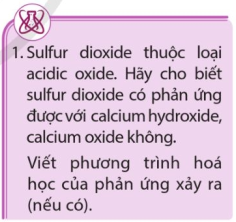 1. Sulfur dioxide thuộc loại
acidic oxide. Hãy cho biết
sulfur dioxide có phản ứng
được với calcium hydroxide,
calcium oxide không.
Viết phương trình hoá
học của phản ứng xảy ra
(nếu có).